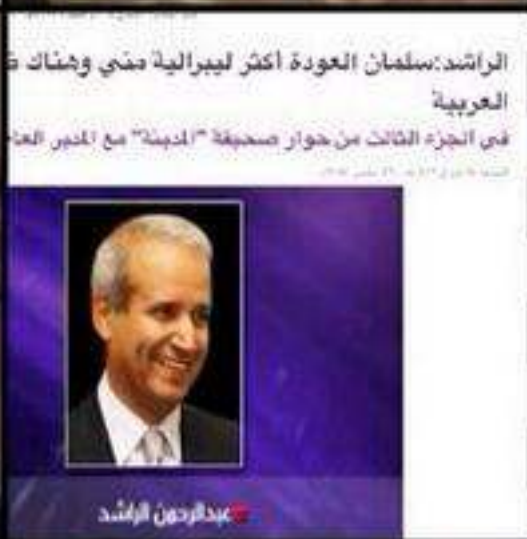 الراشد:سلمان العودة أكثر ليبرالية مني وهناك
العربية
في الجزء الثالث من حوار صحيفة "المدينة" مع المدير العام
عبدالرحمن الراشد